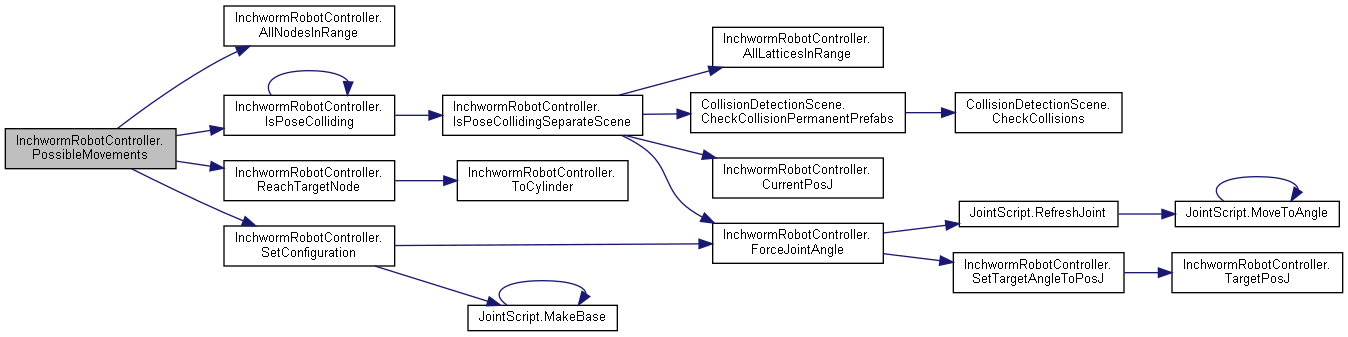 InchwormRobotController.
PossibleMovements
InchwormRobotController.
AllNodesInRange
InchwormRobotController.
IsPoseColliding
InchwormRobotController.
ReachTargetNode
InchwormRobotController.
SetConfiguration
InchwormRobotController.
IsPoseCollidingSeparateScene
InchwormRobotController.
ToCylinder
JointScript.MakeBase
InchwormRobotController.
AllLatticesInRange
CollisionDetectionScene.
CheckCollisionPermanentPrefabs
InchwormRobotController.
CurrentPosJ
InchwormRobotController.
ForceJointAngle
CollisionDetectionScene.
CheckCollisions
JointScript.RefreshJoint
InchwormRobotController.
SetTargetAngleToPosJ
JointScript.MoveToAngle
InchwormRobotController.
TargetPosJ